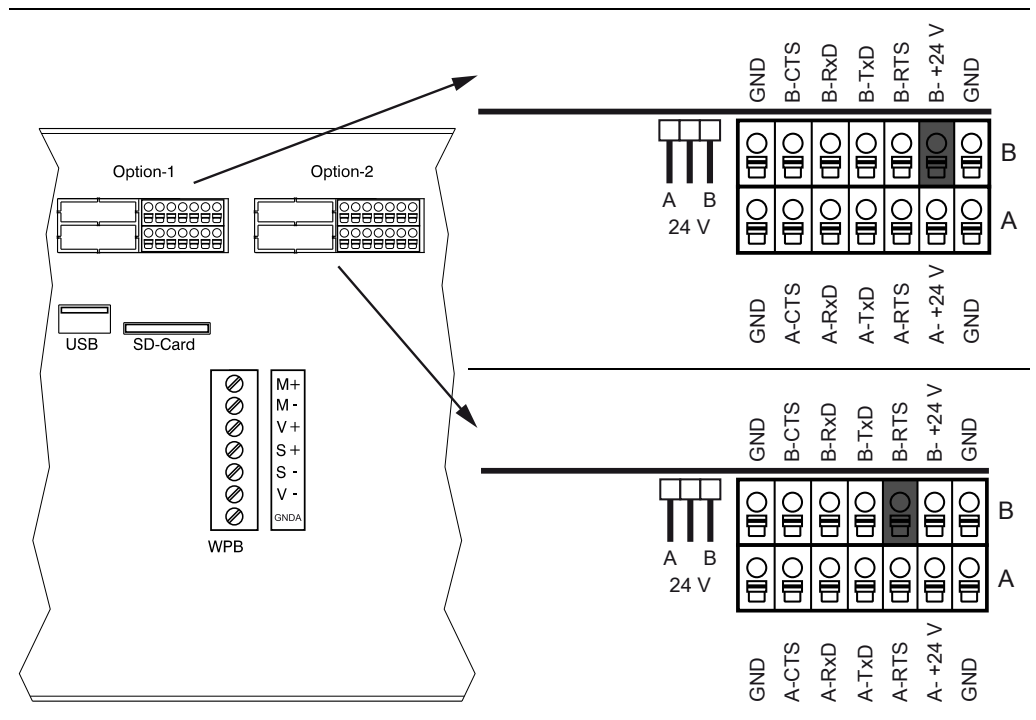 Option-1
Option-2
USB
SD-Card
M+
M -
V +
S +
S -
V -
GNDA
WPB
GND
B-CTS
B-RxD
B-TxD
B-RTS
B- +24 V
GND
B
A
A B
24 V
GND
A-CTS
A-RxD
A-TxD
A-RTS
A- +24 V
GND
GND
B-CTS
B-RxD
B-TxD
B-RTS
B- +24 V
GND
B
A
A B
24 V
GND
A-CTS
A-RxD
A-TxD
A-RTS
A- +24 V
GND